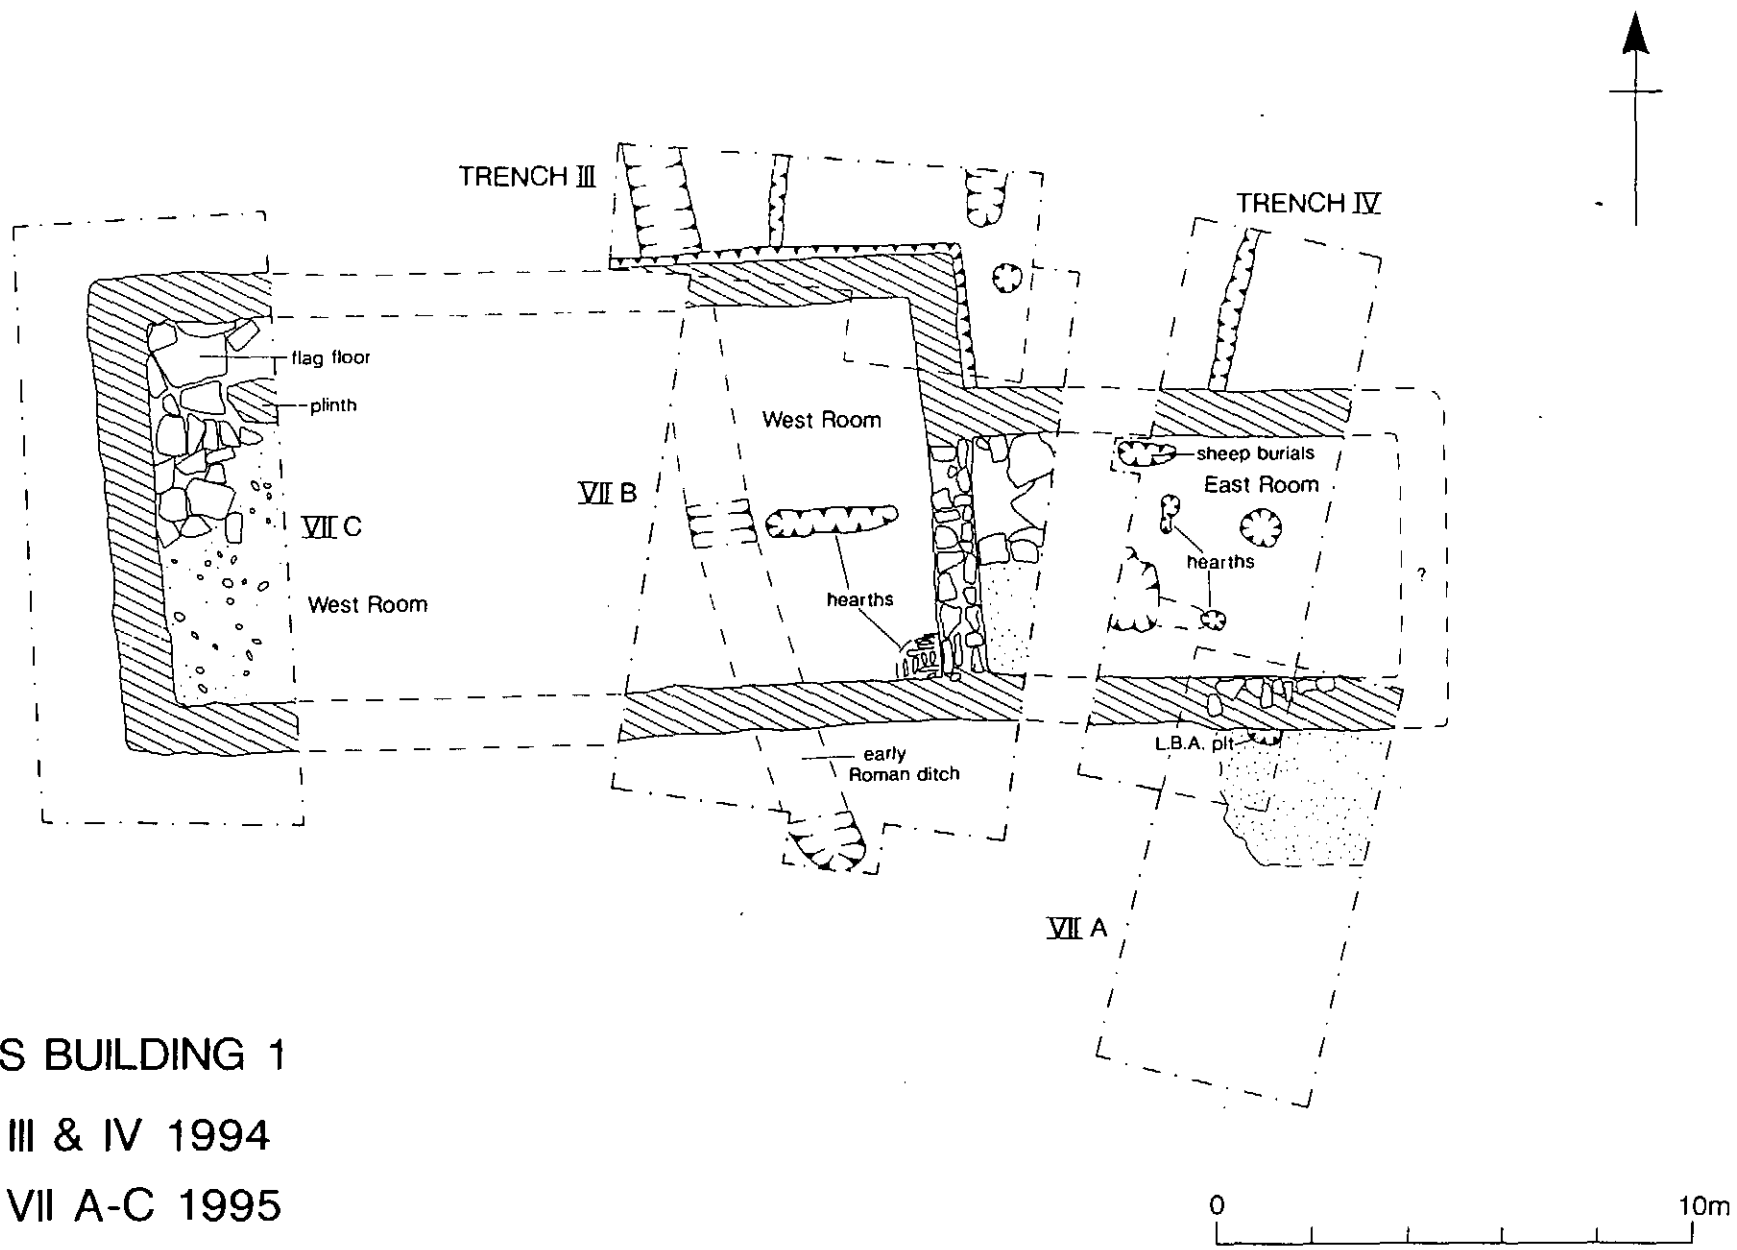 TRENCH III
TRENCH IV
flag floor
plinth
West Room
sheep burials
East Room
VII B
VII C
hearths
?
hearths
West Room
L.B.A. pit
early
Roman ditch
VII A
S BUILDING 1
III & IV 1994
VII A-C 1995
0 10m